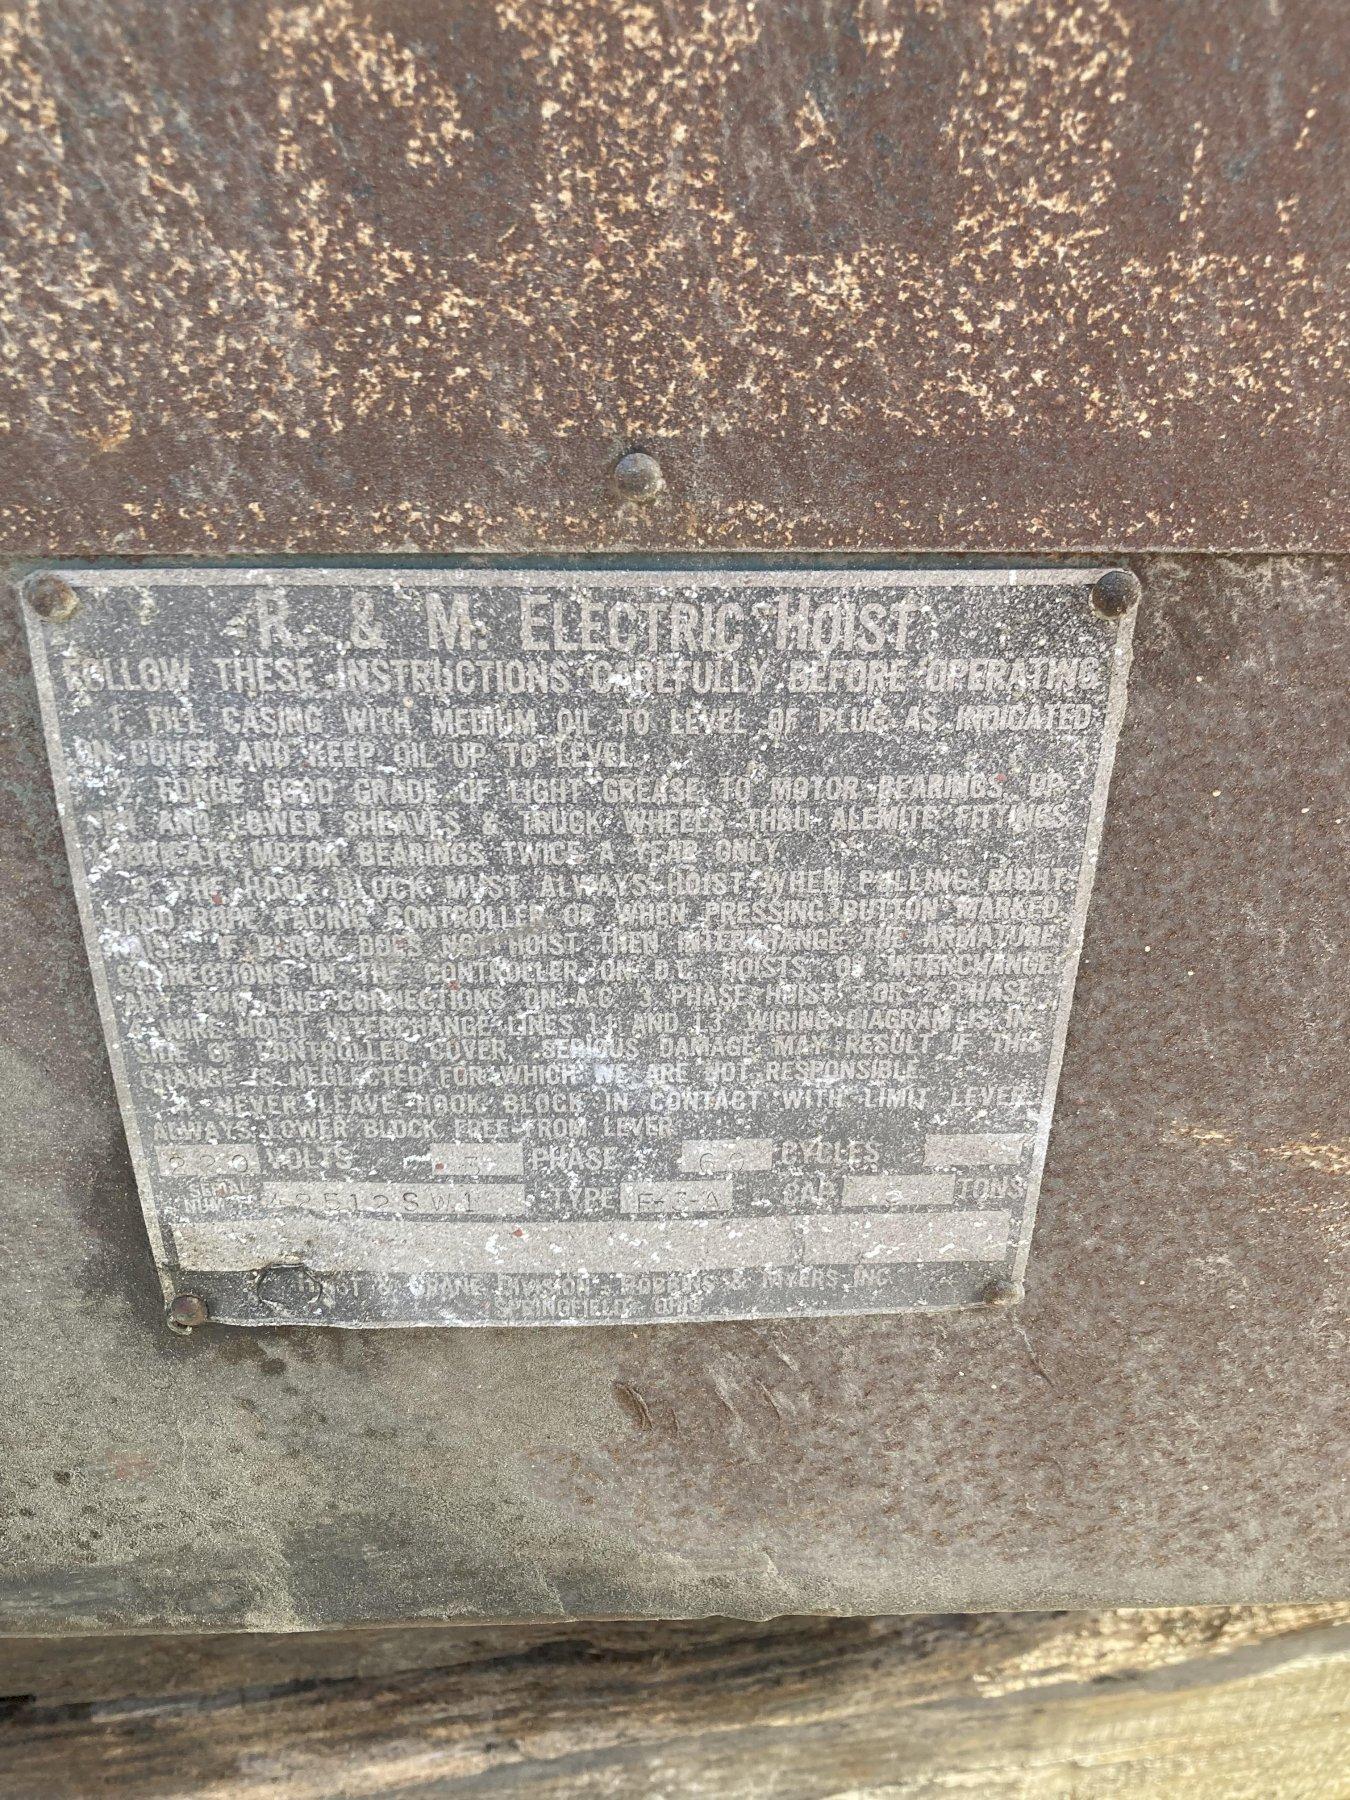 R. & M. ELECTRIC HOIST
FOLLOW THESE INSTRUCTIONS CAREFULLY BEFORE OPERATING
1. FILL CASING WITH MEDIUM OIL TO LEVEL OF PLUG AS INDICATED
ON COVER AND KEEP OIL UP TO LEVEL.
2. FORCE GOOD GRADE OF LIGHT GREASE TO MOTOR BEARINGS, UP-
PER AND LOWER SHEAVES & TRUCK WHEELS THRU ALEMITE FITTINGS
LUBRICATE MOTOR BEARINGS TWICE A YEAR ONLY.
3. THE HOOK BLOCK MUST ALWAYS HOIST WHEN PULLING RIGHT
HAND ROPE FACING CONTROLLER OR WHEN PRESSING BUTTON MARKED
IF BLOCK DOES NOT HOIST THEN INTERCHANGE THE ARMATURE
CONNECTIONS IN THE CONTROLLER ON D.C. HOISTS OR INTERCHANGE
ANY TWO LINE CONNECTIONS ON A.C. 3 PHASE HOIST FOR 2 PHASE
4 WIRE HOIST INTERCHANGE LINES L1 AND L3. WIRING DIAGRAM IS IN-
SIDE OF CONTROLLER COVER, SERIOUS DAMAGE MAY RESULT IF THIS
CHANGE IS NEGLECTED FOR WHICH WE ARE NOT RESPONSIBLE
4. NEVER LEAVE HOOK BLOCK IN CONTACT WITH LIMIT LEVER
ALWAYS LOWER BLOCK FREE FROM LEVER
220 VOLTS 3 PHASE 60 CYCLES
SERIAL NUM. TYPE F-3-A CAP. 3 TONS
HOIST & CRANE DIVISION - ROBBINS & MYERS INC.
SPRINGFIELD, OHIO